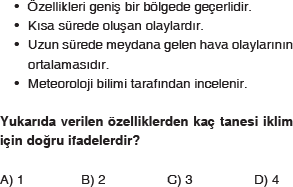 • Özellikleri geniş bir bölgede geçerlidir.
• Kısa sürede oluşan olaylardır.
• Uzun sürede meydana gelen hava olaylarının
ortalamasıdır.
• Meteoroloji bilimi tarafından incelenir.
Yukarıda verilen özelliklerden kaç tanesi iklim
için doğru ifadelerdir?
A) 1 B) 2 C) 3 D) 4